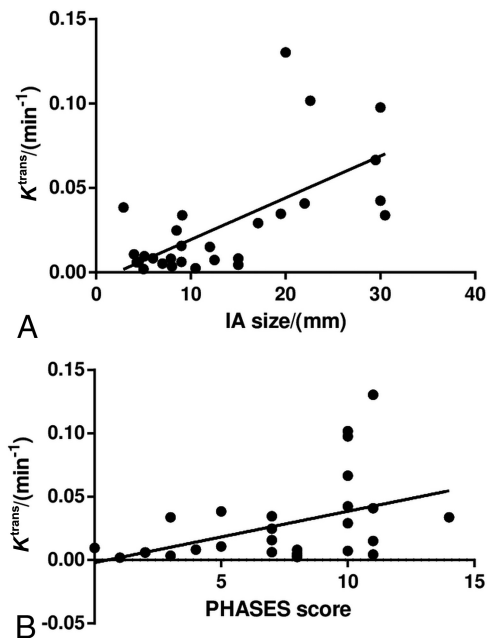 0.15
0.10
0.05
0.00
K^trans/(min^-1)
0 10 20 30 40
IA size/(mm)
A
0.15
0.10
0.05
0.00
-0.05
K^trans/(min^-1)
5 10 15
PHASES score
B